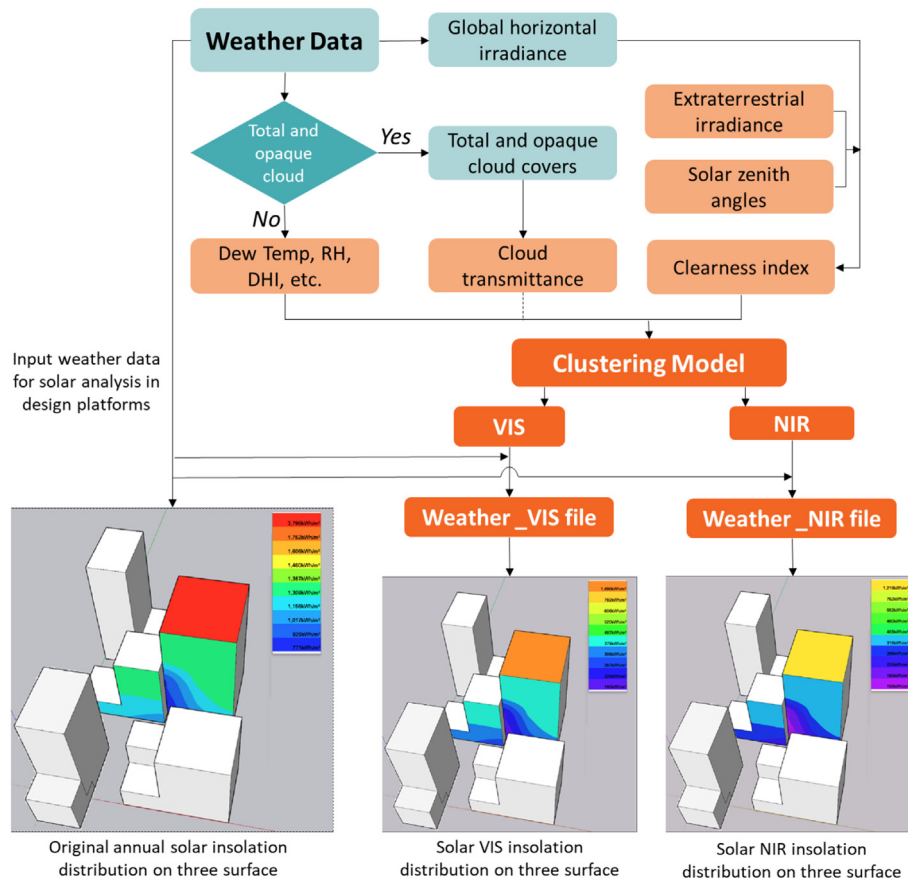 Weather Data
Global horizontal
irradiance
Total and
opaque
cloud
Yes
Total and opaque
cloud covers
Extraterrestrial
irradiance
Solar zenith
angles
No
Dew Temp, RH,
DHI, etc.
Cloud
transmittance
Clearness index
Input weather data
for solar analysis in
design platforms
Clustering Model
VIS
NIR
Weather _VIS file
Weather _NIR file
Original annual solar insolation
distribution on three surface
Solar VIS insolation
distribution on three surface
Solar NIR insolation
distribution on three surface